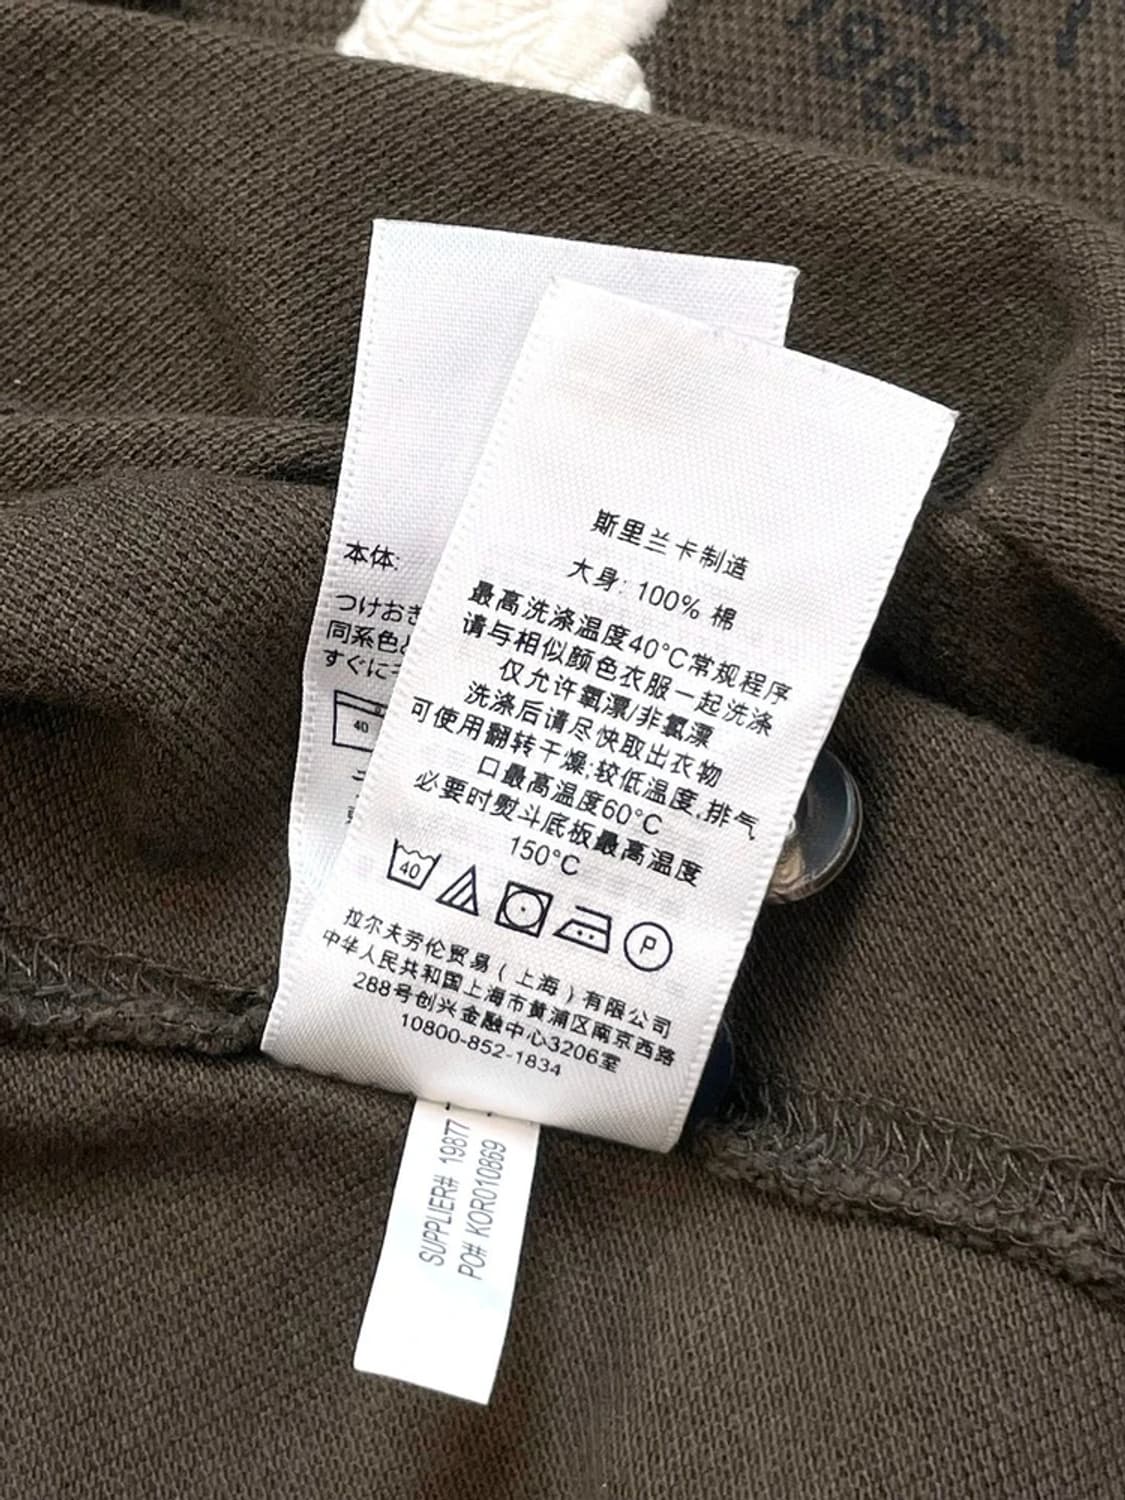 斯里兰卡制造
大身: 100% 棉
最高洗涤温度40°C常规程序
请与相似颜色衣服一起洗涤
仅允许氧漂/非氯漂
洗涤后请尽快取出衣物
可使用翻转干燥;较低温度,排气
口最高温度60°C
必要时熨斗底板最高温度
150°C
40
P
拉尔夫劳伦贸易(上海)有限公司
中华人民共和国上海市黄浦区南京西路
288号创兴金融中心3206室
10800-852-1834
本体:
つけおき
同系色
すぐに
40
SUPPLIER# 19877
PO# KOR010869